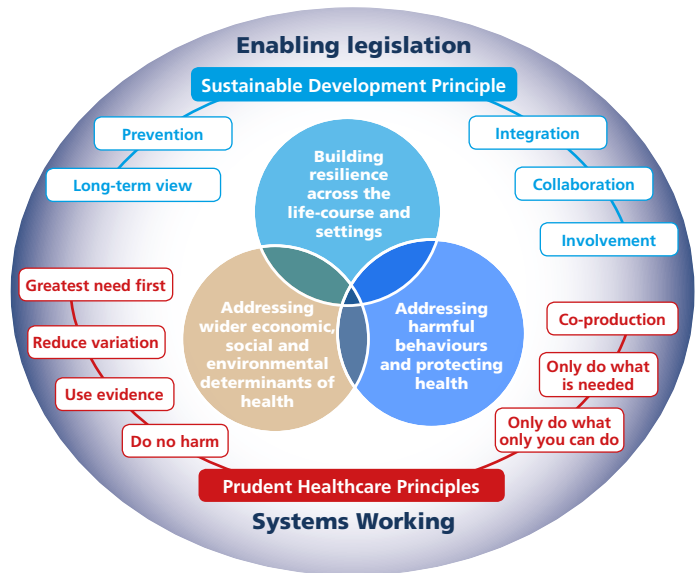 Enabling legislation
Sustainable Development Principle
Prevention
Long-term view
Integration
Collaboration
Involvement
Building
resilience
across the
life-course and
settings
Addressing
wider economic,
social and
environmental
determinants of
health
Addressing
harmful
behaviours
and protecting
health
Greatest need first
Reduce variation
Use evidence
Do no harm
Co-production
Only do what
is needed
Only do what
only you can do
Prudent Healthcare Principles
Systems Working